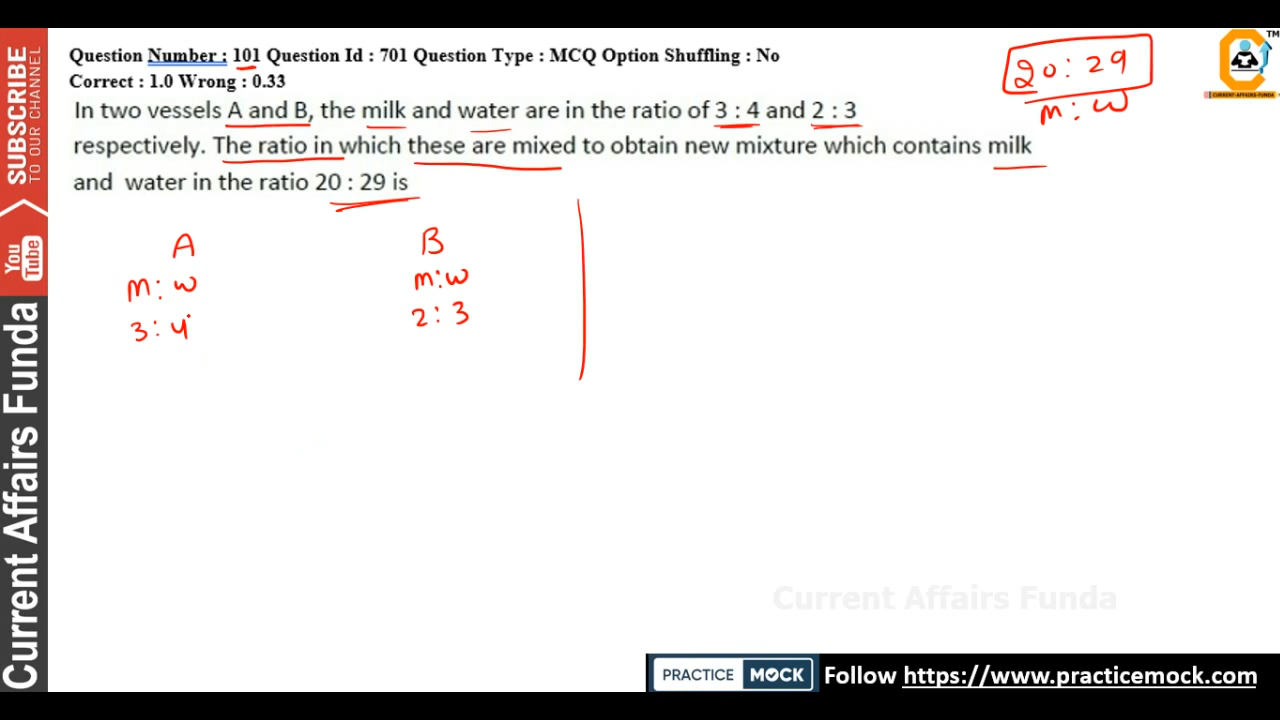 SUBSCRIBE
TO OUR CHANNEL
You
Tube
Current Affairs Funda
Question Number : 101 Question Id : 701 Question Type : MCQ Option Shuffling : No
Correct : 1.0 Wrong : 0.33
In two vessels A and B, the milk and water are in the ratio of 3 : 4 and 2 : 3
respectively. The ratio in which these are mixed to obtain new mixture which contains milk
and water in the ratio 20 : 29 is
20 : 29
m : w
TM
CURRENT-AFFAIRS-FUNDA
A
m : w
3 : 4
B
m : w
2 : 3
Current Affairs Funda
PRACTICE MOCK Follow https://www.practicemock.com